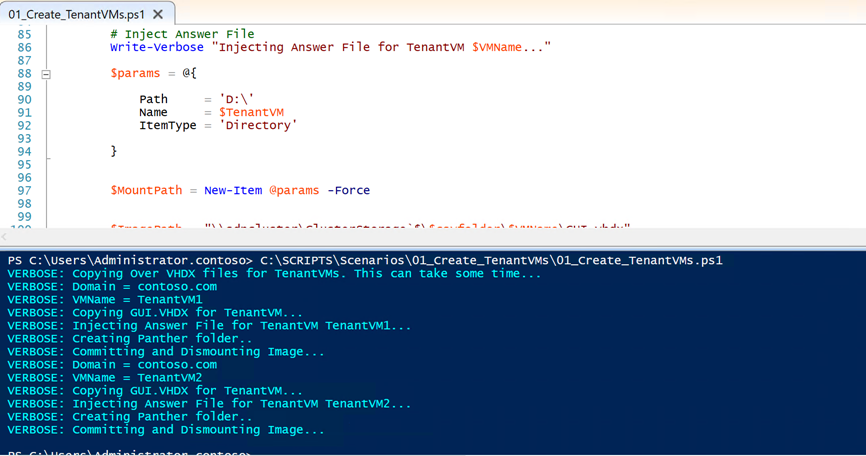 01_Create_TenantVMs.ps1 ✕
85 # Inject Answer File
86 Write-Verbose "Injecting Answer File for TenantVM $VMName..."
87
88 $params = @{
89
90 Path = 'D:\'
91 Name = $TenantVM
92 ItemType = 'Directory'
93
94 }
95
96
97 $MountPath = New-Item @params -Force
98
99
PS C:\Users\Administrator.contoso> C:\SCRIPTS\Scenarios\01_Create_TenantVMs\01_Create_TenantVMs.ps1
VERBOSE: Copying Over VHDX files for TenantVMs. This can take some time...
VERBOSE: Domain = contoso.com
VERBOSE: VMName = TenantVM1
VERBOSE: Copying GUI.VHDX for TenantVM...
VERBOSE: Injecting Answer File for TenantVM TenantVM1...
VERBOSE: Creating Panther folder..
VERBOSE: Committing and Dismounting Image...
VERBOSE: Domain = contoso.com
VERBOSE: VMName = TenantVM2
VERBOSE: Copying GUI.VHDX for TenantVM...
VERBOSE: Injecting Answer File for TenantVM TenantVM2...
VERBOSE: Creating Panther folder..
VERBOSE: Committing and Dismounting Image...
PS C:\Users\Administrator.contoso>